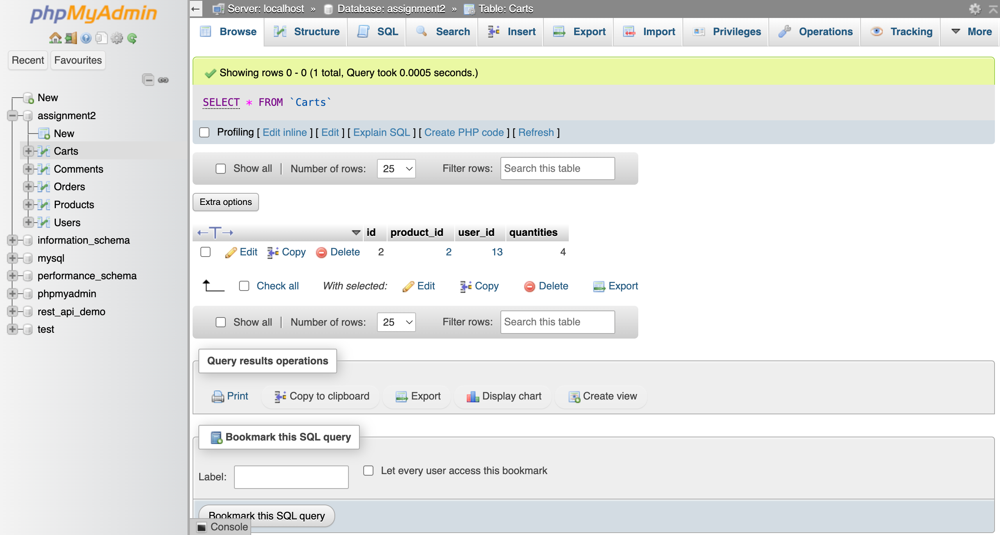 phpMyAdmin
Recent Favourites
New
assignment2
New
Carts
Comments
Orders
Products
Users
information_schema
mysql
performance_schema
phpmyadmin
rest_api_demo
test
Server: localhost » Database: assignment2 » Table: Carts
Browse Structure SQL Search Insert Export Import Privileges Operations Tracking More
Showing rows 0 - 0 (1 total, Query took 0.0005 seconds.)
SELECT * FROM `Carts`
Profiling [ Edit inline ] [ Edit ] [ Explain SQL ] [ Create PHP code ] [ Refresh ]
Show all | Number of rows: 25 Filter rows: Search this table
Extra options
←T→ id product_id user_id quantities
Edit Copy Delete 2 2 13 4
Check all With selected: Edit Copy Delete Export
Show all | Number of rows: 25 Filter rows: Search this table
Query results operations
Print Copy to clipboard Export Display chart Create view
Bookmark this SQL query
Label: Let every user access this bookmark
Bookmark this SQL query
Console